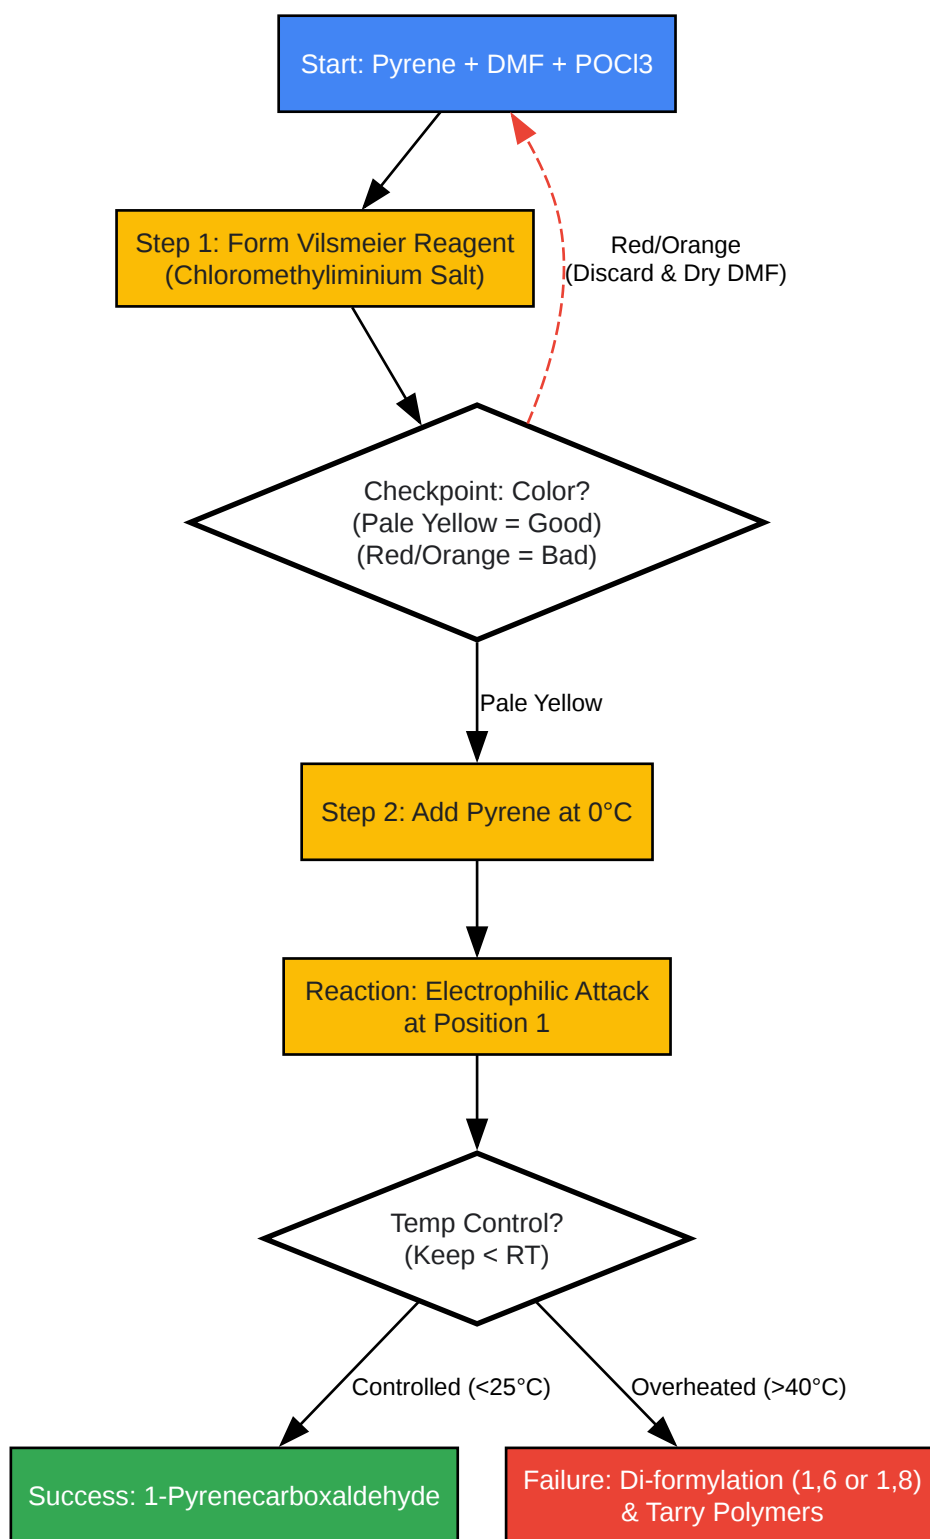 Start: Pyrene + DMF + POCl3
Step 1: Form Vilsmeier Reagent
(Chloromethyliminium Salt)
Red/Orange
(Discard & Dry DMF)
Checkpoint: Color?
(Pale Yellow = Good)
(Red/Orange = Bad)
Pale Yellow
Step 2: Add Pyrene at 0°C
Reaction: Electrophilic Attack
at Position 1
Temp Control?
(Keep < RT)
Controlled (<25°C)
Overheated (>40°C)
Success: 1-Pyrenecarboxaldehyde
Failure: Di-formylation (1,6 or 1,8)
& Tarry Polymers